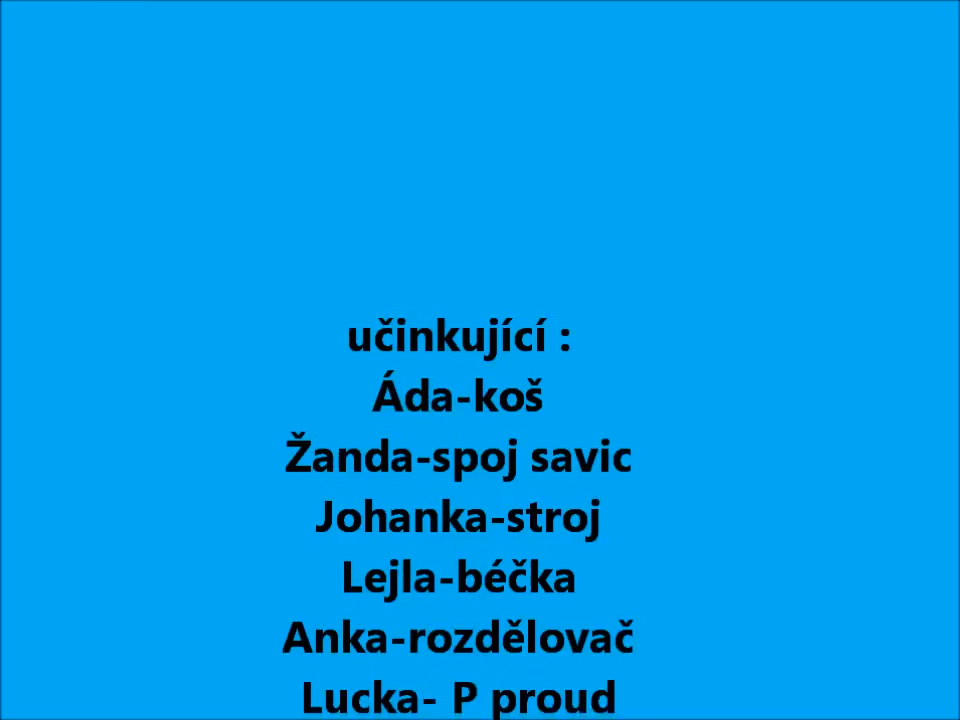 učinkující :
Áda-koš
Žanda-spoj savic
Johanka-stroj
Lejla-béčka
Anka-rozdělovač
Lucka- P proud